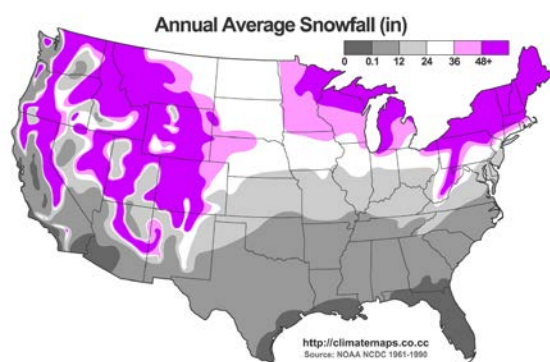 Annual Average Snowfall (in)
0 0.1 12 24 36 48+
http://climatemaps.co.cc
Source: NOAA NCDC 1961-1990